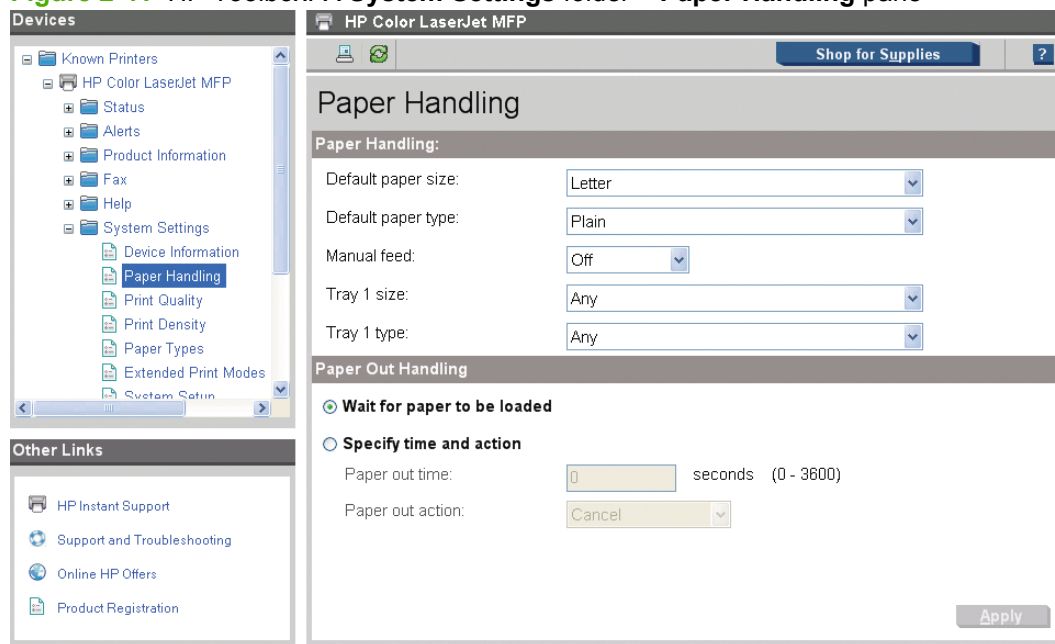 Devices
Known Printers
HP Color LaserJet MFP
Status
Alerts
Product Information
Fax
Help
System Settings
Device Information
Paper Handling
Print Quality
Print Density
Paper Types
Extended Print Modes
System Setup
Other Links
HP Instant Support
Support and Troubleshooting
Online HP Offers
Product Registration
HP Color LaserJet MFP
Shop for Supplies
?
Paper Handling
Paper Handling:
Default paper size: Letter
Default paper type: Plain
Manual feed: Off
Tray 1 size: Any
Tray 1 type: Any
Paper Out Handling
Wait for paper to be loaded
Specify time and action
Paper out time: 0 seconds (0 - 3600)
Paper out action: Cancel
Apply